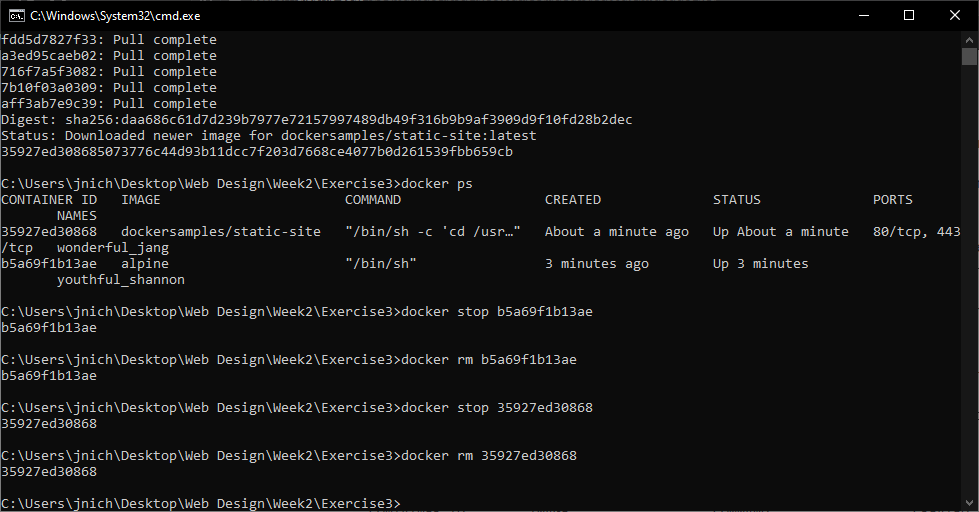 C:\Windows\System32\cmd.exe
fdd5d7827f33: Pull complete
a3ed95caeb02: Pull complete
716f7a5f3082: Pull complete
7b10f03a0309: Pull complete
aff3ab7e9c39: Pull complete
Digest: sha256:daa686c61d7d239b7977e72157997489db49f316b9b9af3909d9f10fd28b2dec
Status: Downloaded newer image for dockersamples/static-site:latest
35927ed308685073776c44d93b11dcc7f203d7668ce4077b0d261539fbb659cb
C:\Users\jnich\Desktop\Web Design\Week2\Exercise3>docker ps
CONTAINER ID   IMAGE                       COMMAND                  CREATED              STATUS              PORTS
       NAMES
35927ed30868   dockersamples/static-site   "/bin/sh -c 'cd /usr…"   About a minute ago   Up About a minute   80/tcp, 443
/tcp   wonderful_jang
b5a69f1b13ae   alpine                      "/bin/sh"                3 minutes ago        Up 3 minutes
       youthful_shannon
C:\Users\jnich\Desktop\Web Design\Week2\Exercise3>docker stop b5a69f1b13ae
b5a69f1b13ae
C:\Users\jnich\Desktop\Web Design\Week2\Exercise3>docker rm b5a69f1b13ae
b5a69f1b13ae
C:\Users\jnich\Desktop\Web Design\Week2\Exercise3>docker stop 35927ed30868
35927ed30868
C:\Users\jnich\Desktop\Web Design\Week2\Exercise3>docker rm 35927ed30868
35927ed30868
C:\Users\jnich\Desktop\Web Design\Week2\Exercise3>